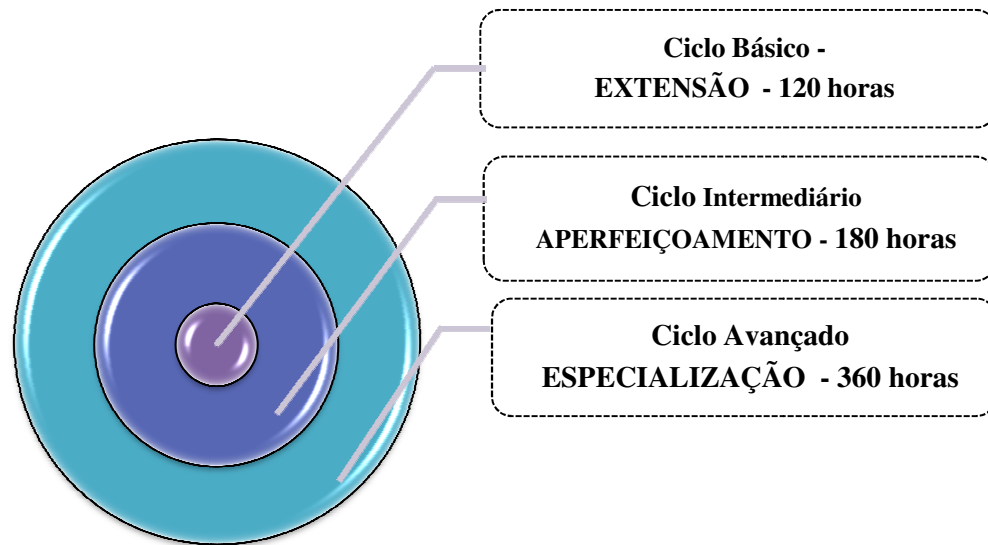 Ciclo Básico -
EXTENSÃO - 120 horas
Ciclo Intermediário
APERFEIÇOAMENTO - 180 horas
Ciclo Avançado
ESPECIALIZAÇÃO - 360 horas